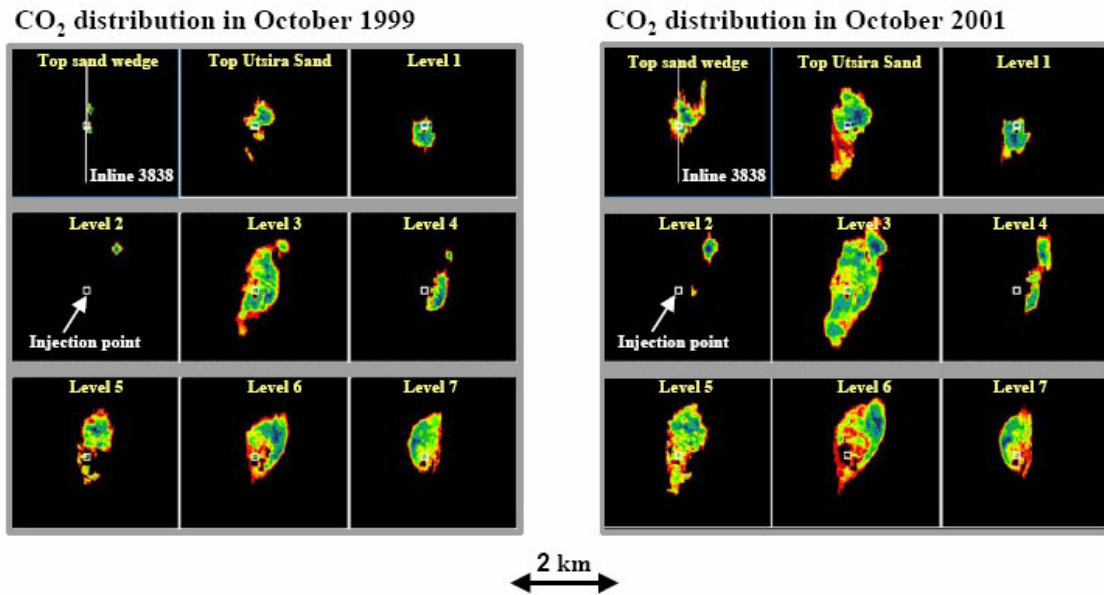 CO₂ distribution in October 1999
Top sand wedge
Top Utsira Sand
Level 1
Inline 3838
Level 2
Level 3
Level 4
Injection point
Level 5
Level 6
Level 7
CO₂ distribution in October 2001
Top sand wedge
Top Utsira Sand
Level 1
Inline 3838
Level 2
Level 3
Level 4
Injection point
Level 5
Level 6
Level 7
2 km